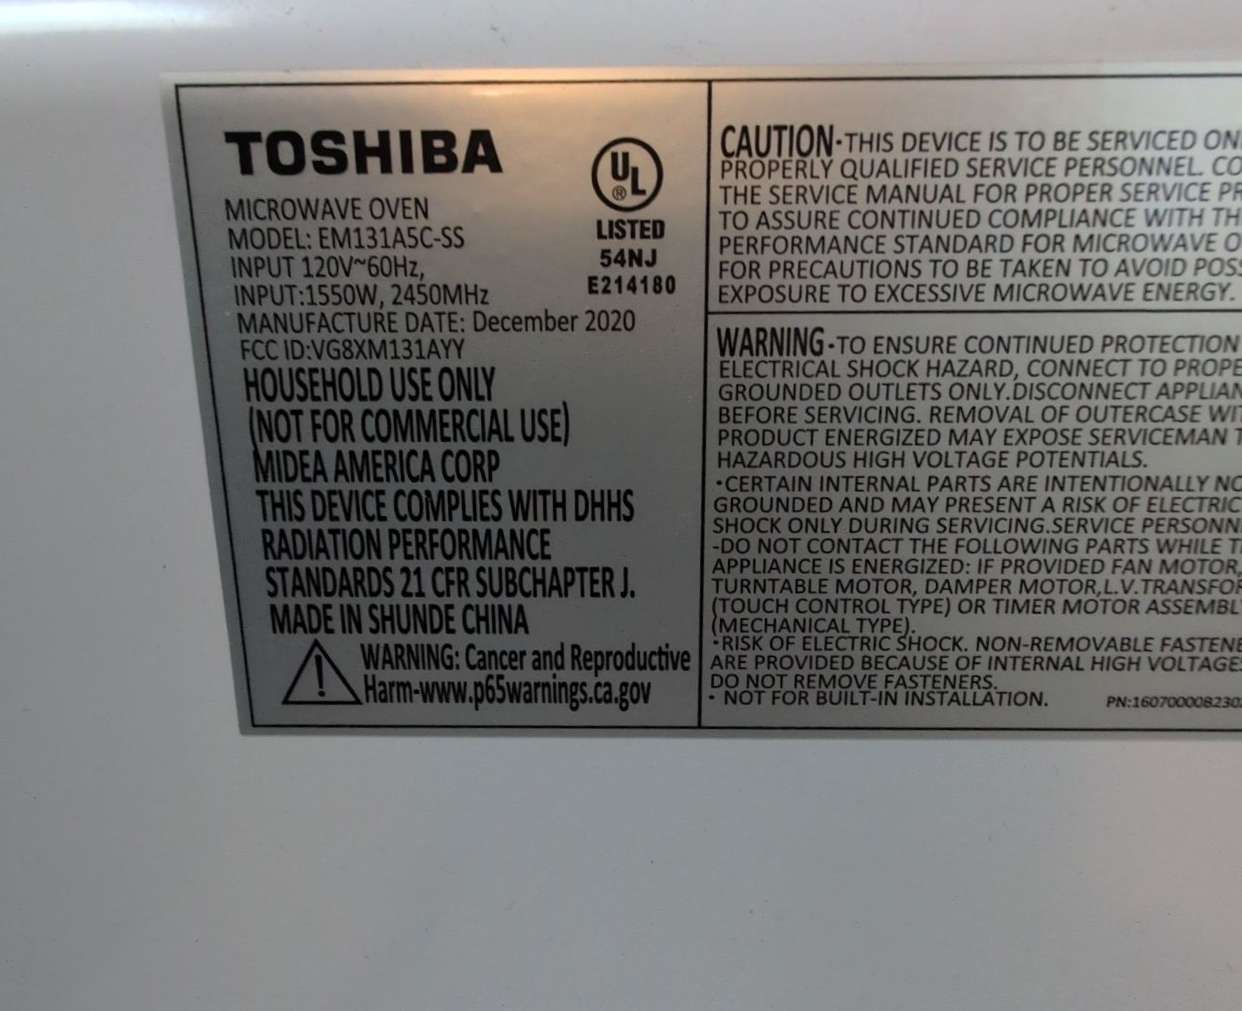 TOSHIBA
MICROWAVE OVEN
MODEL: EM131A5C-SS
INPUT 120V~60Hz,
INPUT:1550W, 2450MHz
MANUFACTURE DATE: December 2020
FCC ID:VG8XM131AYY
UL
®
LISTED
54NJ
E214180
HOUSEHOLD USE ONLY
(NOT FOR COMMERCIAL USE)
MIDEA AMERICA CORP
THIS DEVICE COMPLIES WITH DHHS
RADIATION PERFORMANCE
STANDARDS 21 CFR SUBCHAPTER J.
MADE IN SHUNDE CHINA
WARNING: Cancer and Reproductive
Harm-www.p65warnings.ca.gov
CAUTION·THIS DEVICE IS TO BE SERVICED
PROPERLY QUALIFIED SERVICE PERSONNEL.
THE SERVICE MANUAL FOR PROPER SERVICE
TO ASSURE CONTINUED COMPLIANCE WITH
PERFORMANCE STANDARD FOR MICROWAVE
FOR PRECAUTIONS TO BE TAKEN TO AVOID
EXPOSURE TO EXCESSIVE MICROWAVE ENERGY.
WARNING·TO ENSURE CONTINUED PROTECTION
ELECTRICAL SHOCK HAZARD, CONNECT TO
GROUNDED OUTLETS ONLY.DISCONNECT
BEFORE SERVICING. REMOVAL OF OUTERCASE
PRODUCT ENERGIZED MAY EXPOSE SERVICEMAN
HAZARDOUS HIGH VOLTAGE POTENTIALS.
·CERTAIN INTERNAL PARTS ARE INTENTIONALLY
GROUNDED AND MAY PRESENT A RISK OF
SHOCK ONLY DURING SERVICING.SERVICE
-DO NOT CONTACT THE FOLLOWING PARTS WHILE
APPLIANCE IS ENERGIZED: IF PROVIDED FAN MOTOR,
TURNTABLE MOTOR, DAMPER MOTOR,L.V.
(TOUCH CONTROL TYPE) OR TIMER MOTOR
(MECHANICAL TYPE).
·RISK OF ELECTRIC SHOCK. NON-REMOVABLE
ARE PROVIDED BECAUSE OF INTERNAL HIGH
DO NOT REMOVE FASTENERS.
· NOT FOR BUILT-IN INSTALLATION.